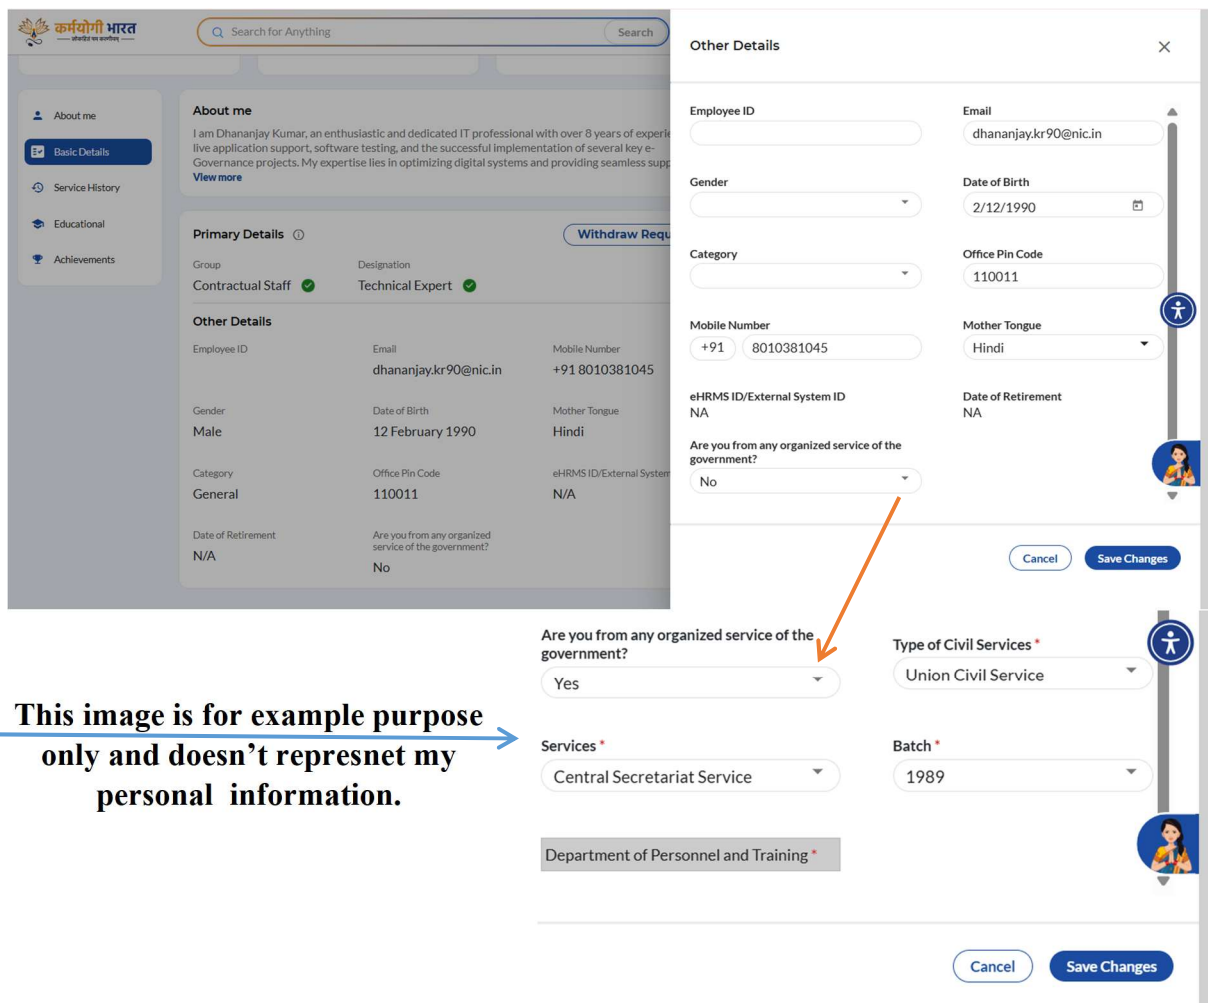 कर्मयोगी भारत
Search for Anything
Search
About me
Basic Details
Service History
Educational
Achievements
About me
I am Dhananjay Kumar, an enthusiastic and dedicated IT professional with over 8 years of experie
live application support, software testing, and the successful implementation of several key e-
Governance projects. My expertise lies in optimizing digital systems and providing seamless supp
View more
Primary Details
Withdraw Requ
Group
Designation
Contractual Staff
Technical Expert
Other Details
Employee ID
Email
Mobile Number
dhananjay.kr90@nic.in
+91 8010381045
Gender
Date of Birth
Mother Tongue
Male
12 February 1990
Hindi
Category
Office Pin Code
eHRMS ID/External System
General
110011
N/A
Date of Retirement
Are you from any organized
service of the government?
N/A
No
Other Details
Employee ID
Email
dhananjay.kr90@nic.in
Gender
Date of Birth
2/12/1990
Category
Office Pin Code
110011
Mobile Number
Mother Tongue
+91
8010381045
Hindi
eHRMS ID/External System ID
Date of Retirement
NA
NA
Are you from any organized service of the
government?
No
Cancel
Save Changes
Are you from any organized service of the
government?
Type of Civil Services *
Yes
Union Civil Service
Services *
Batch *
Central Secretariat Service
1989
Department of Personnel and Training *
Cancel
Save Changes
This image is for example purpose
only and doesn’t represnet my
personal information.